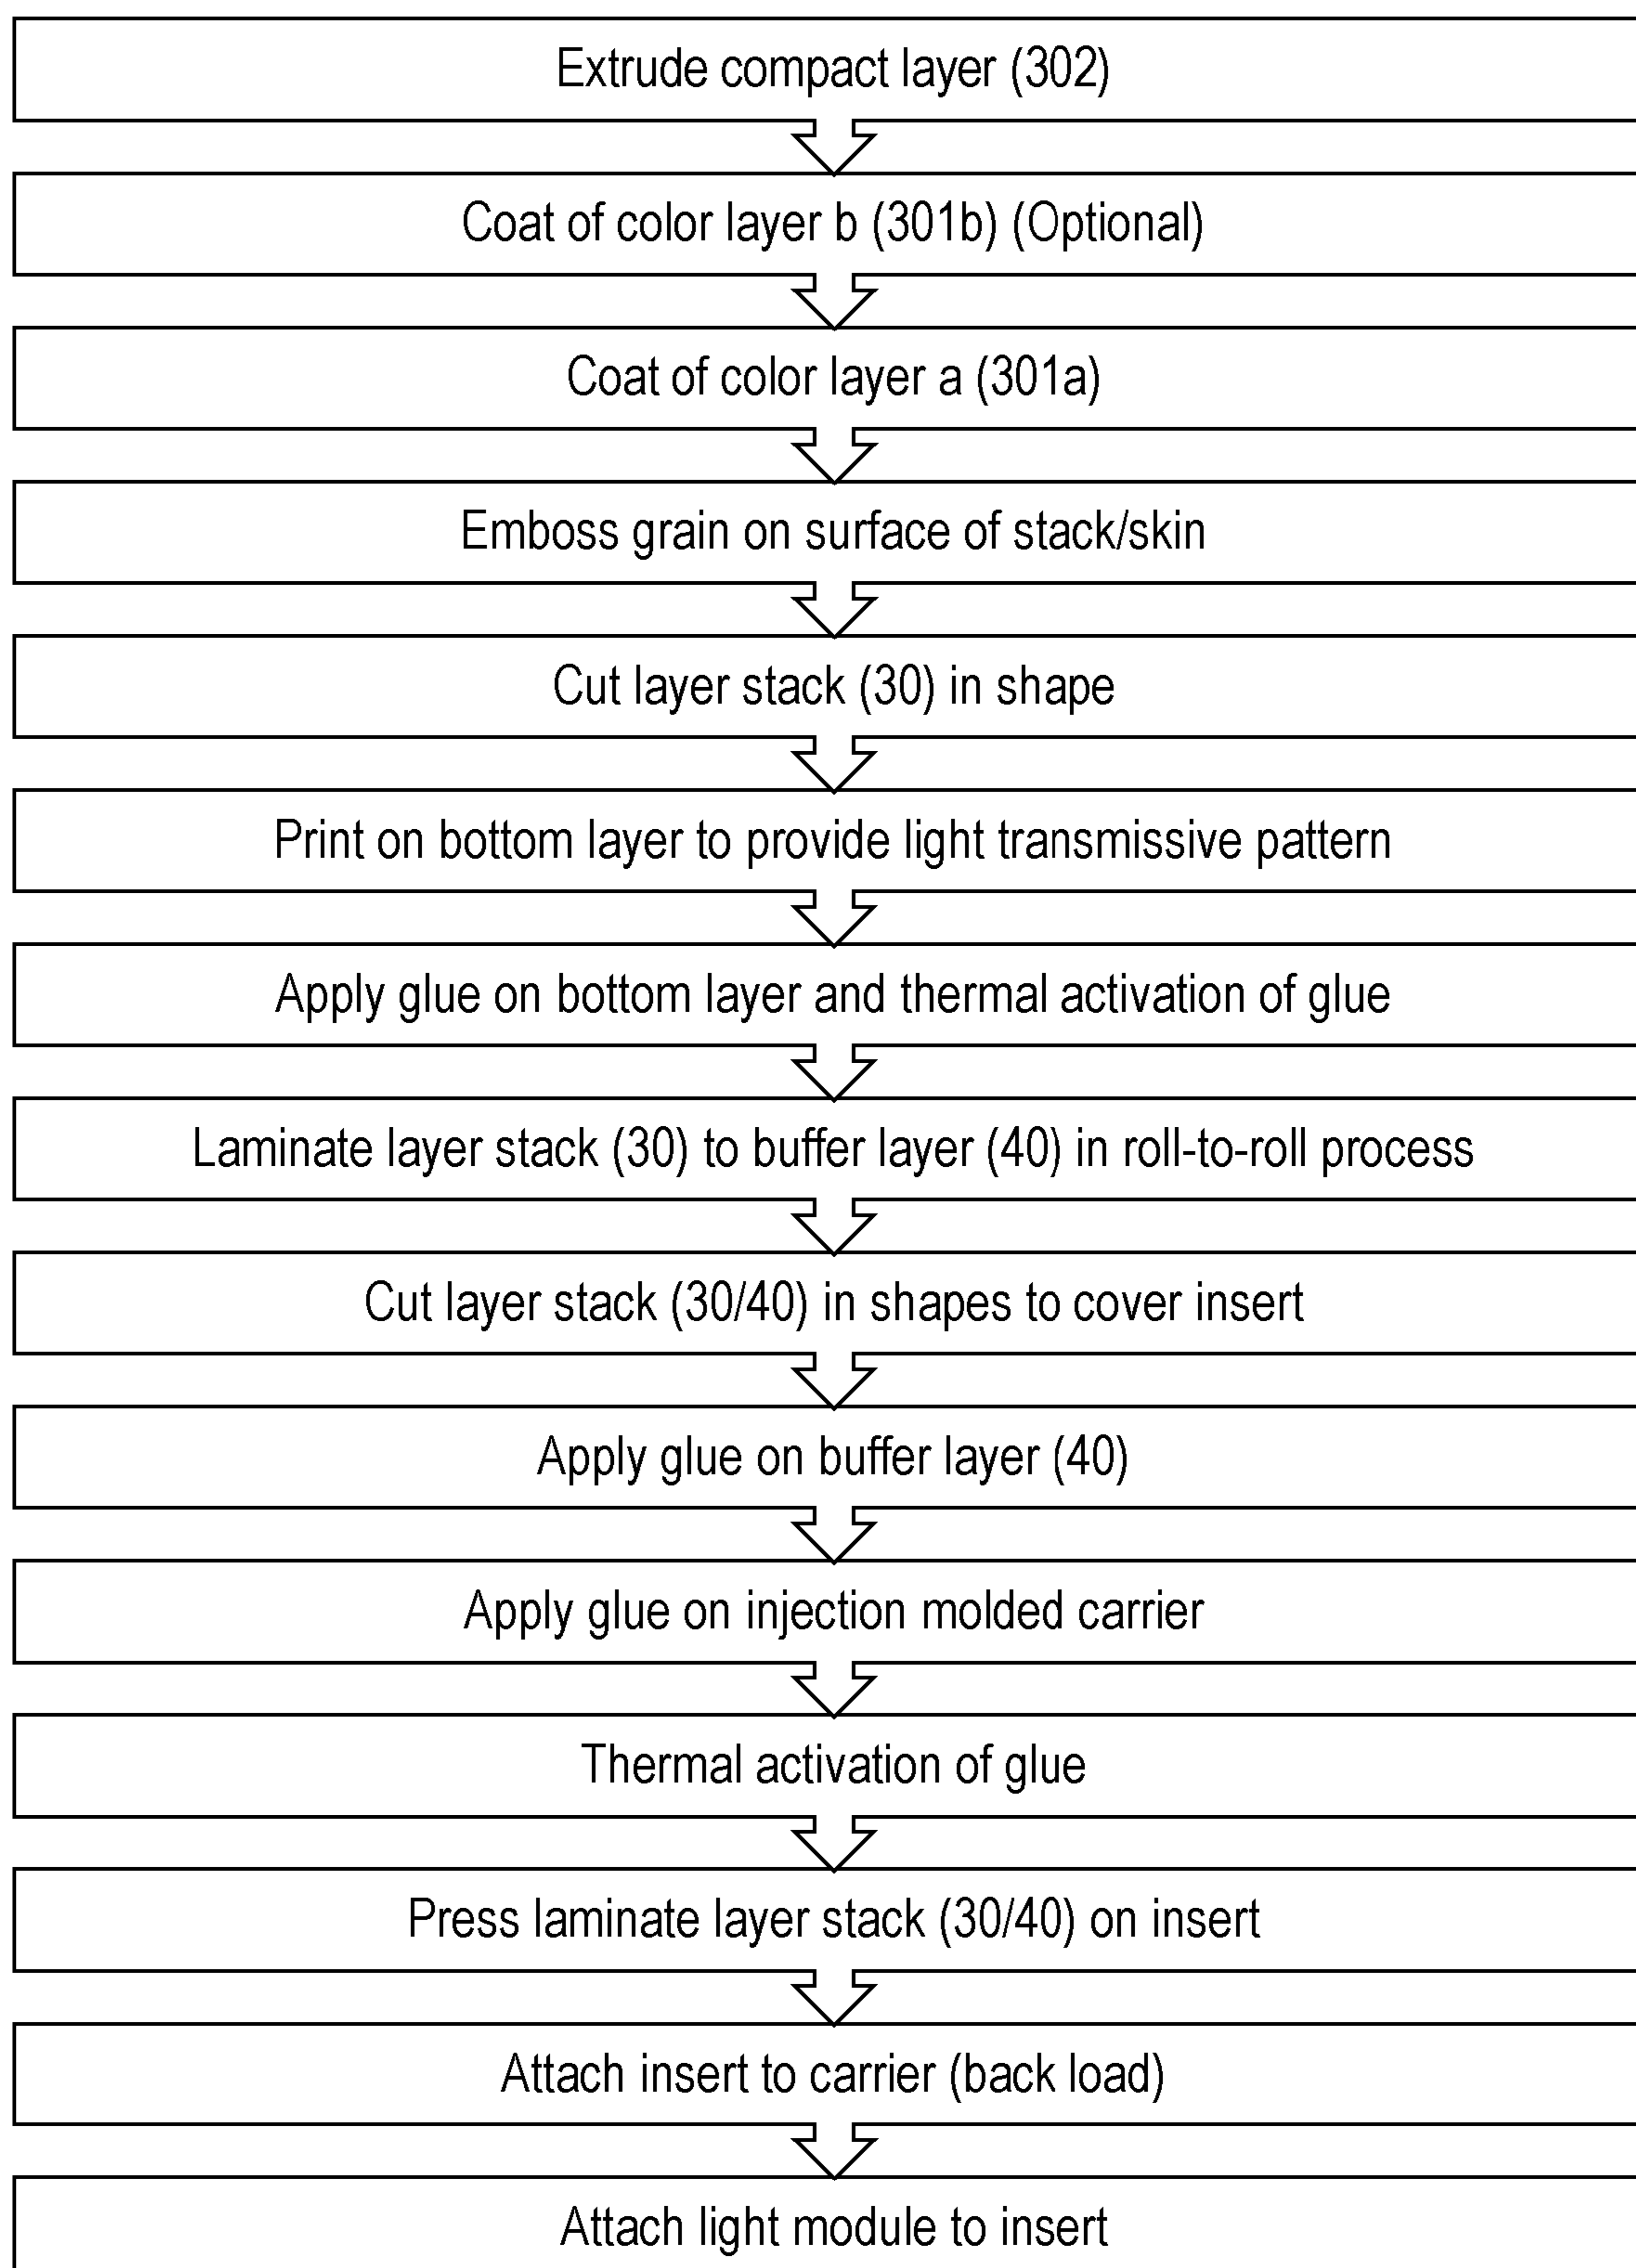 Extrude compact layer (302)
Coat of color layer b (301b) (Optional)
Coat of color layer a (301a)
Emboss grain on surface of stack/skin
Cut layer stack (30) in shape
Print on bottom layer to provide light transmissive pattern
Apply glue on bottom layer and thermal activation of glue
Laminate layer stack (30) to buffer layer (40) in roll-to-roll process
Cut layer stack (30/40) in shapes to cover insert
Apply glue on buffer layer (40)
Apply glue on injection molded carrier
Thermal activation of glue
Press laminate layer stack (30/40) on insert
Attach insert to carrier (back load)
Attach light module to insert